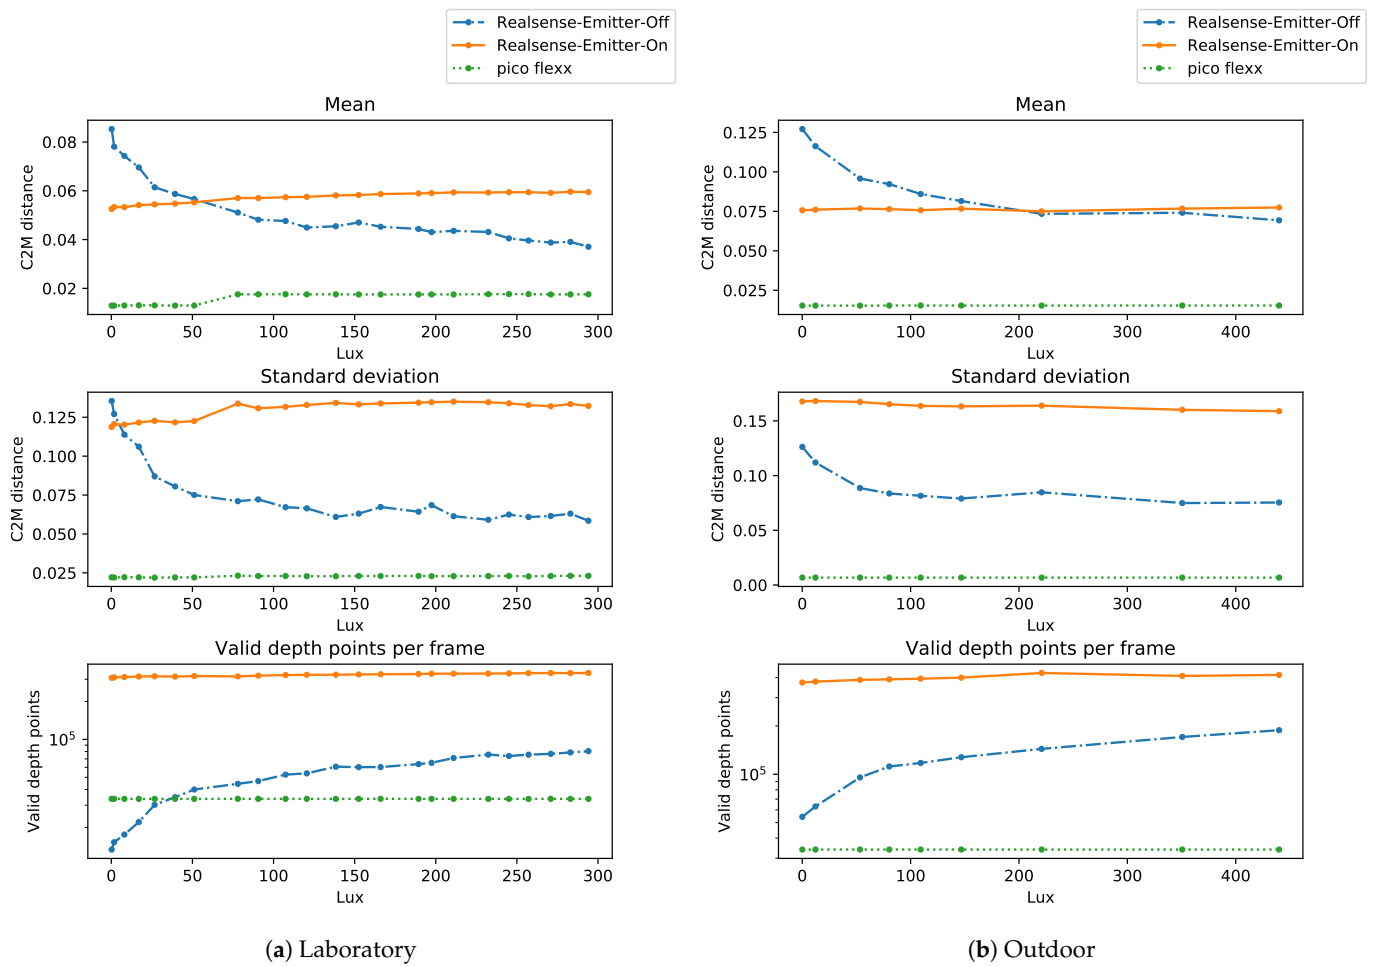 Realsense-Emitter-Off
Realsense-Emitter-On
pico flexx
Mean
C2M distance
0.08
0.06
0.04
0.02
0 50 100 150 200 250 300
Lux
Standard deviation
C2M distance
0.125
0.100
0.075
0.050
0.025
0 50 100 150 200 250 300
Lux
Valid depth points per frame
Valid depth points
10^5
0 50 100 150 200 250 300
Lux
(a) Laboratory
Realsense-Emitter-Off
Realsense-Emitter-On
pico flexx
Mean
C2M distance
0.125
0.100
0.075
0.050
0.025
0 100 200 300 400
Lux
Standard deviation
C2M distance
0.15
0.10
0.05
0.00
0 100 200 300 400
Lux
Valid depth points per frame
Valid depth points
10^5
0 100 200 300 400
Lux
(b) Outdoor